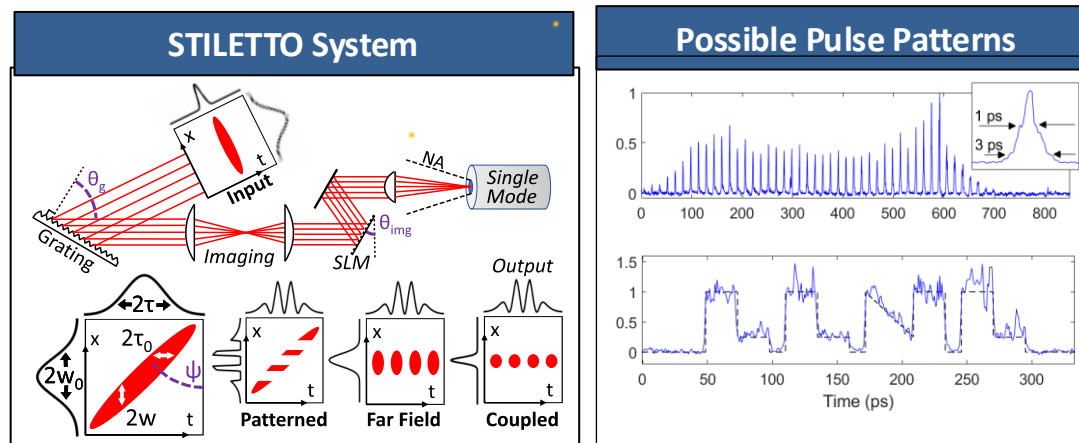 STILETTO System
x
t
Input
θg
Grating
Imaging
SLM
θimg
NA
Single
Mode
Output
2τ
x
2τ₀
2w₀
ψ
2w
t
x
t
Patterned
x
t
Far Field
x
t
Coupled
Possible Pulse Patterns
1
0.5
0
1 ps
3 ps
0 100 200 300 400 500 600 700 800
1.5
1
0.5
0
0 50 100 150 200 250 300
Time (ps)